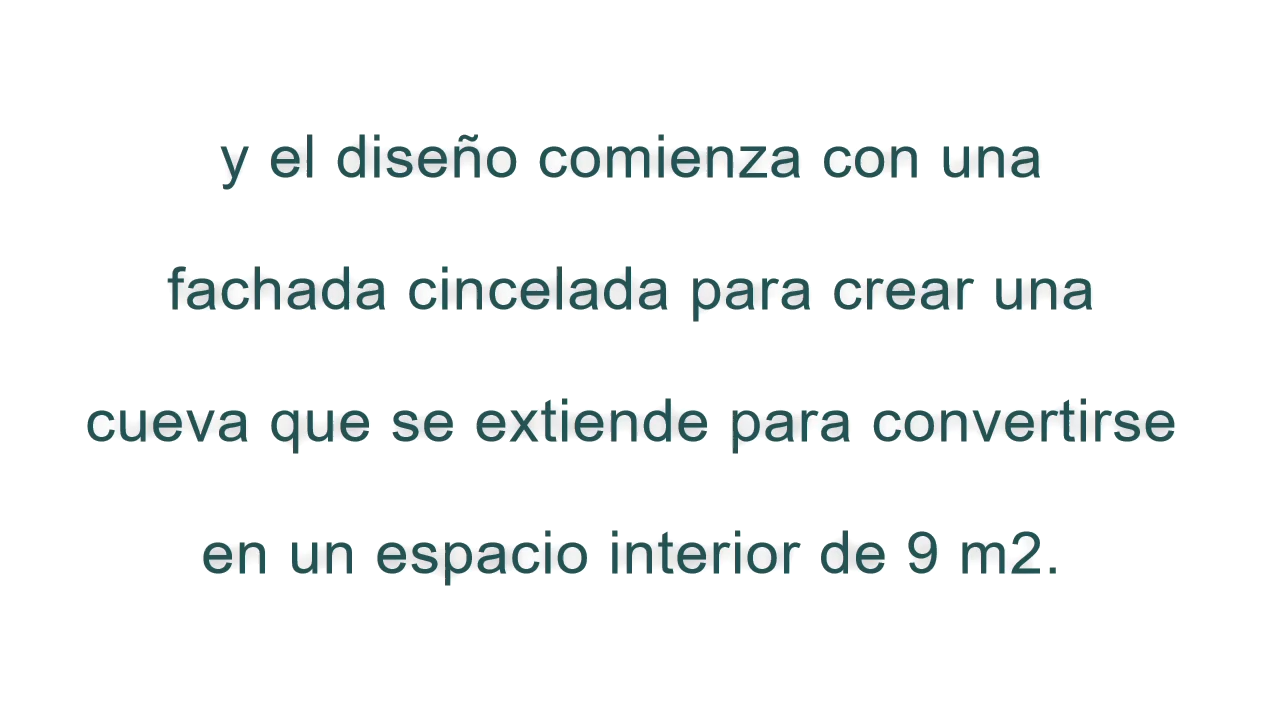 y el diseño comienza con una
fachada cincelada para crear una
cueva que se extiende para convertirse
en un espacio interior de 9 m2.